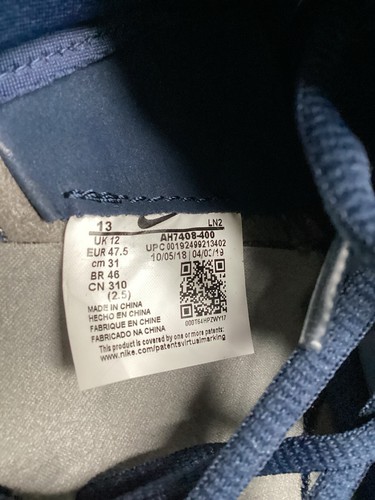 13 LN2
UK 12 AH7408-400
EUR 47.5 UPC 00192499213402
cm 31 10/05/18 04/02/19
BR 46
CN 310
(2.5)
MADE IN CHINA
HECHO EN CHINA
FABRIQUE EN CHINE
FABRICADO NA CHINA
This product is covered by one or more patents:
www.nike.com/patentsvirtualmarking